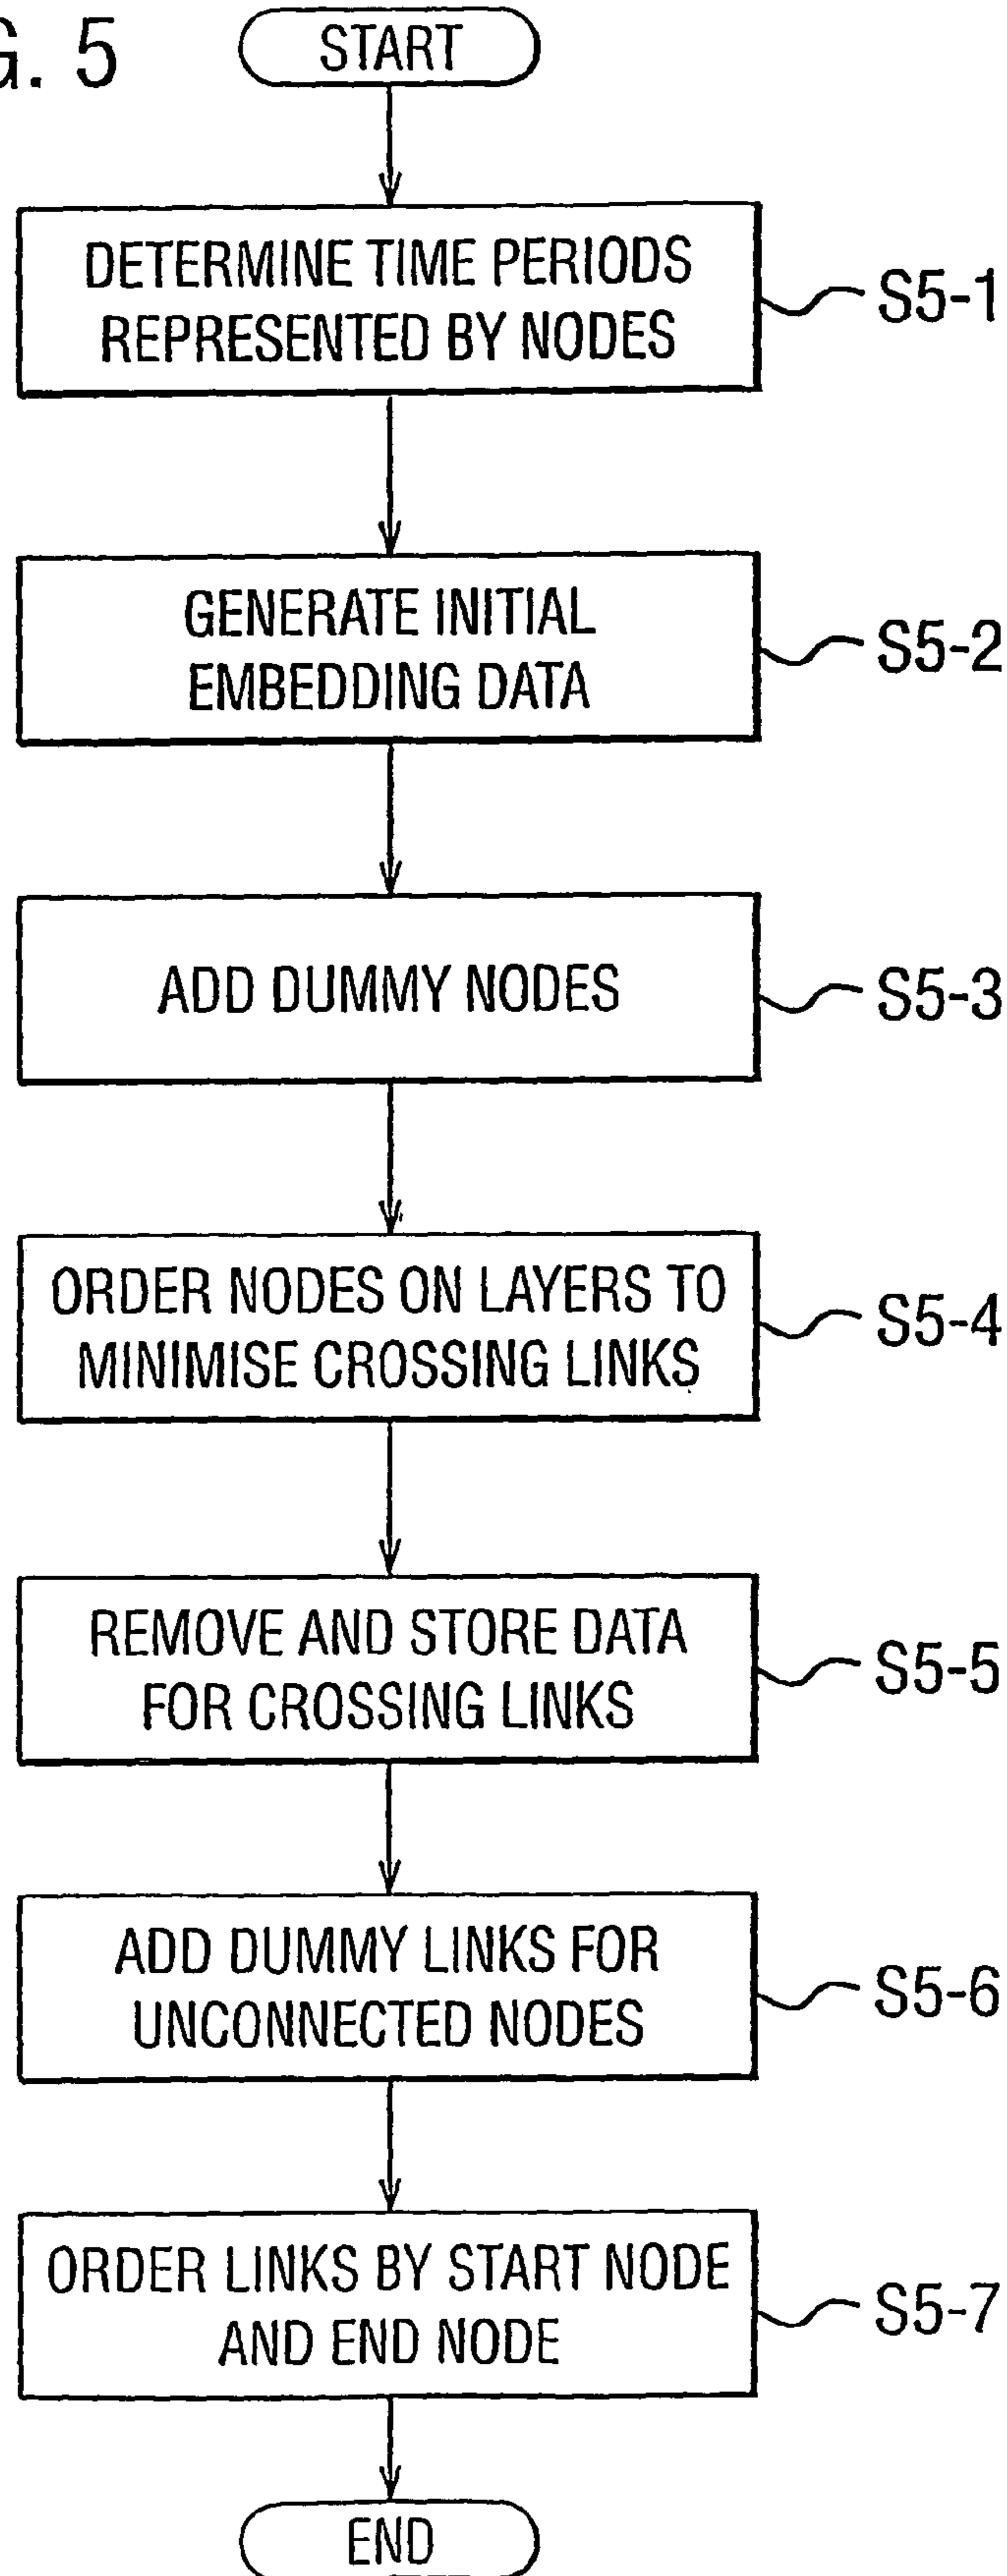 G. 5
START
DETERMINE TIME PERIODS
REPRESENTED BY NODES
S5-1
GENERATE INITIAL
EMBEDDING DATA
S5-2
ADD DUMMY NODES
S5-3
ORDER NODES ON LAYERS TO
MINIMISE CROSSING LINKS
S5-4
REMOVE AND STORE DATA
FOR CROSSING LINKS
S5-5
ADD DUMMY LINKS FOR
UNCONNECTED NODES
S5-6
ORDER LINKS BY START NODE
AND END NODE
S5-7
END